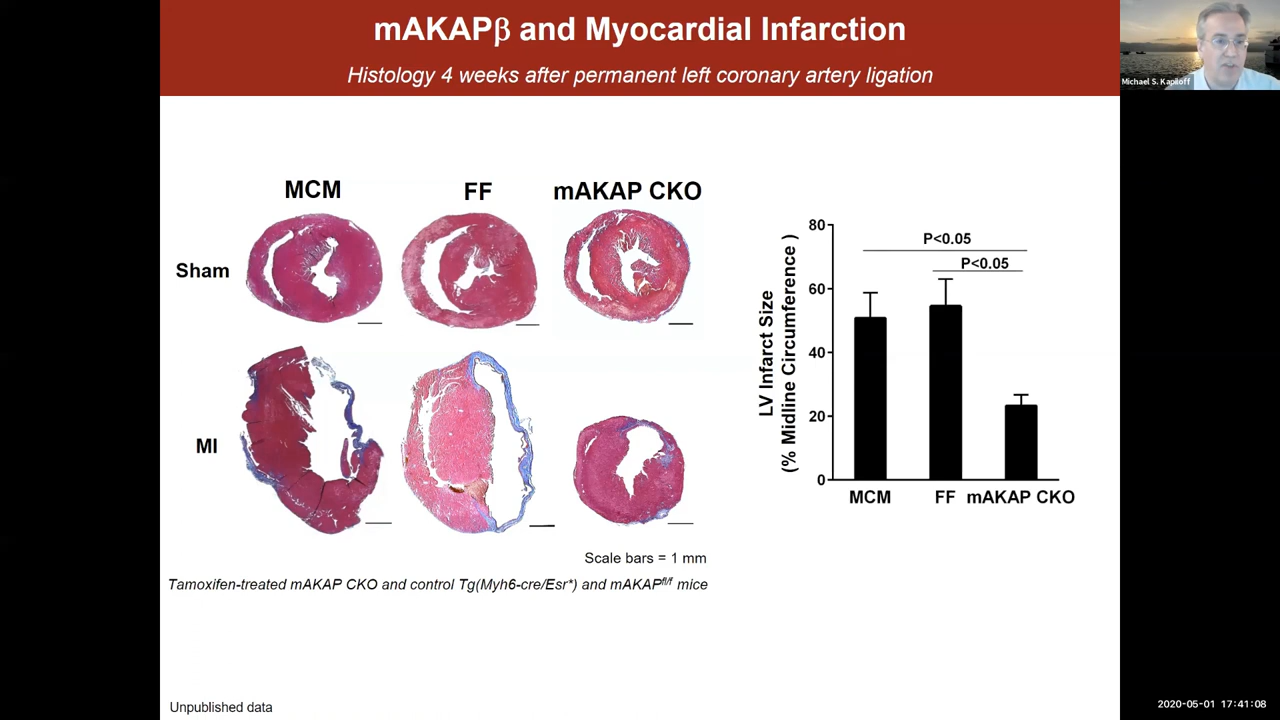 mAKAPβ and Myocardial Infarction
Histology 4 weeks after permanent left coronary artery ligation
Michael S. Kapiloff
MCM
FF
mAKAP CKO
Sham
MI
Scale bars = 1 mm
Tamoxifen-treated mAKAP CKO and control Tg(Myh6-cre/Esr*) and mAKAPfl/f mice
LV Infarct Size
(% Midline Circumference )
80
60
40
20
0
P<0.05
P<0.05
MCM
FF
mAKAP CKO
Unpublished data
2020-05-01 17:41:08